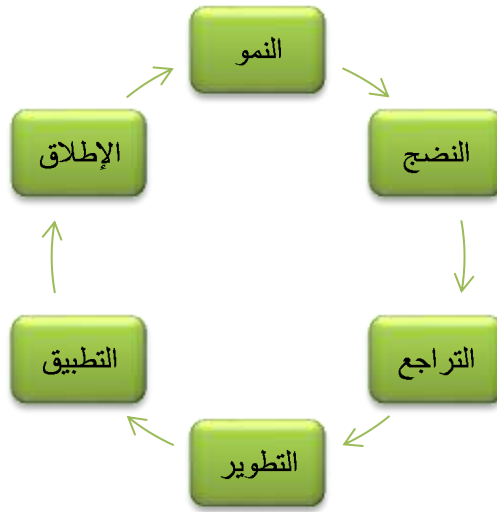 النمو
النضج
التراجع
التطوير
التطبيق
الإطلاق